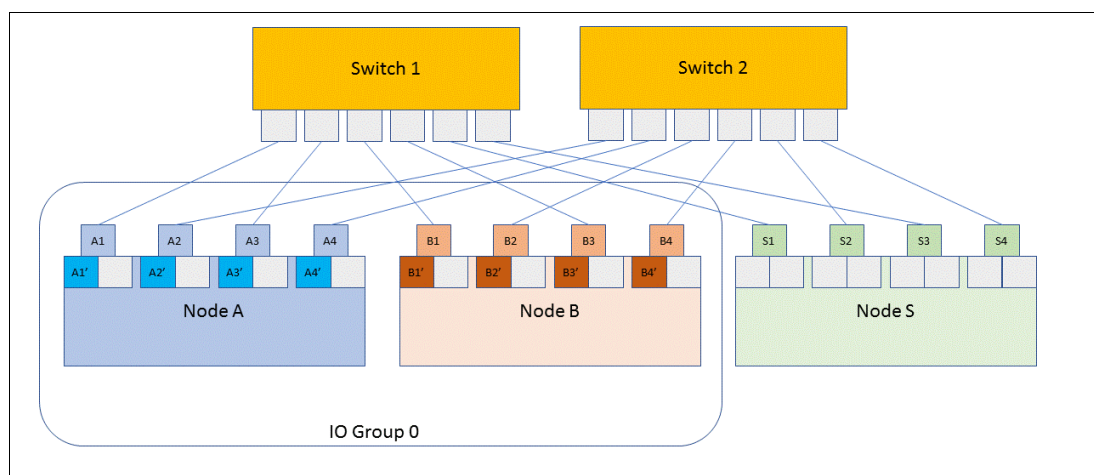 Switch 1
Switch 2
A1 A2 A3 A4 B1 B2 B3 B4 S1 S2 S3 S4
A1’ A2’ A3’ A4’ B1’ B2’ B3’ B4’
Node A Node B Node S
IO Group 0